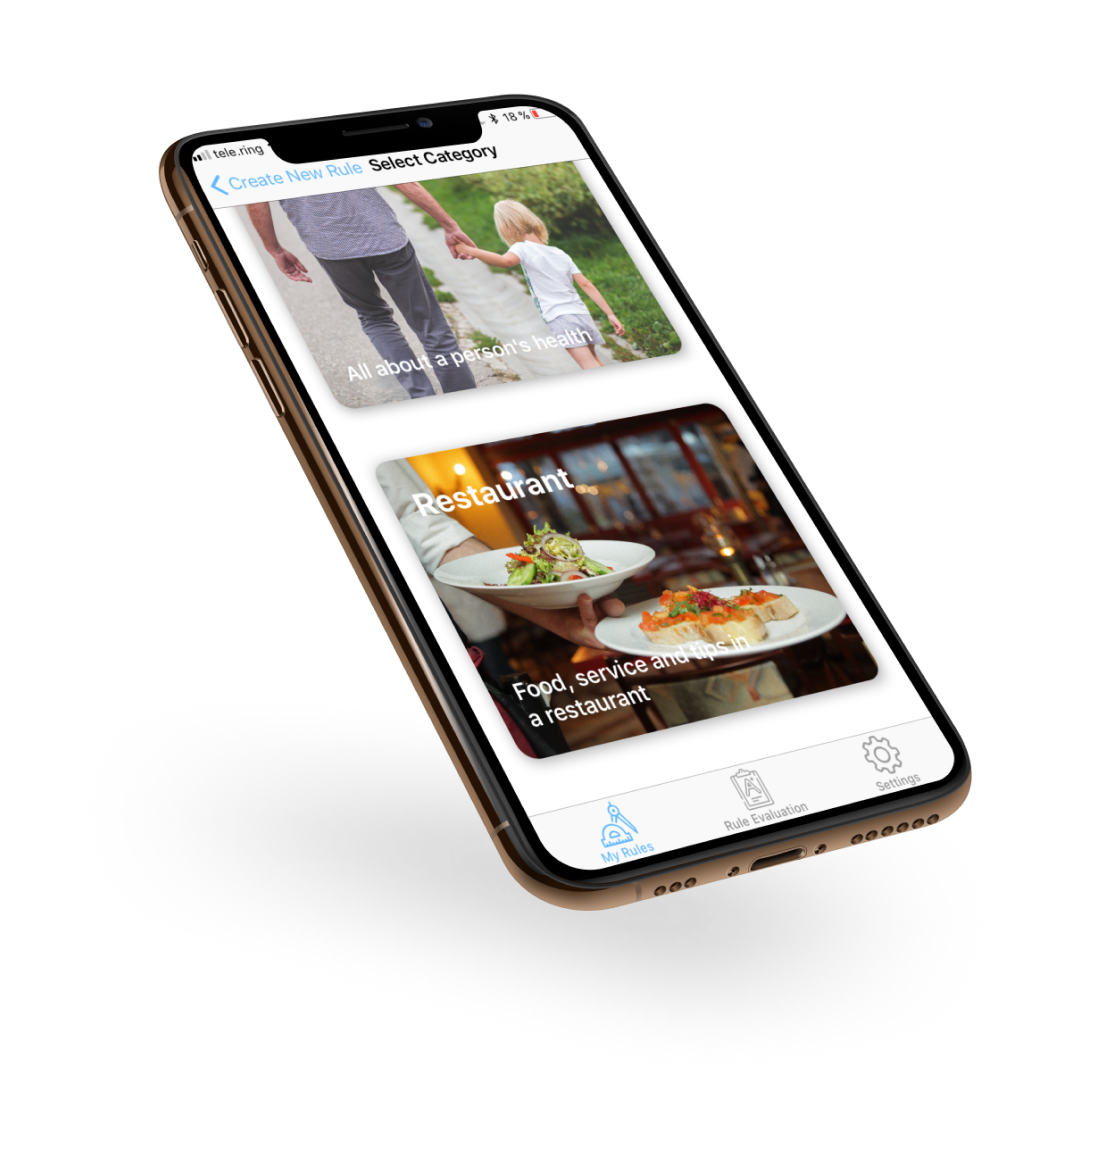 tele.ring
18 %
Create New Rule
Select Category
All about a person's health
Restaurant
Food, service and tips in
a restaurant
My Rules
Rule Evaluation
Settings